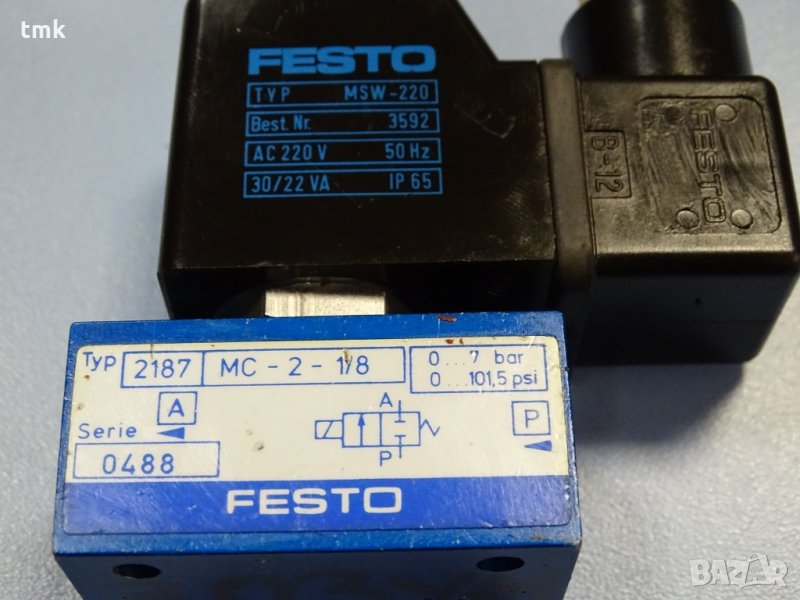 tmk
FESTO
TYP MSW-220
Best. Nr. 3592
AC 220 V 50 Hz
30/22 VA IP 65
FESTO
B-12
Typ 2187 MC - 2 - 1/8
0...7 bar
0...101,5 psi
A
A
P
P
Serie
0488
FESTO
BAZAR